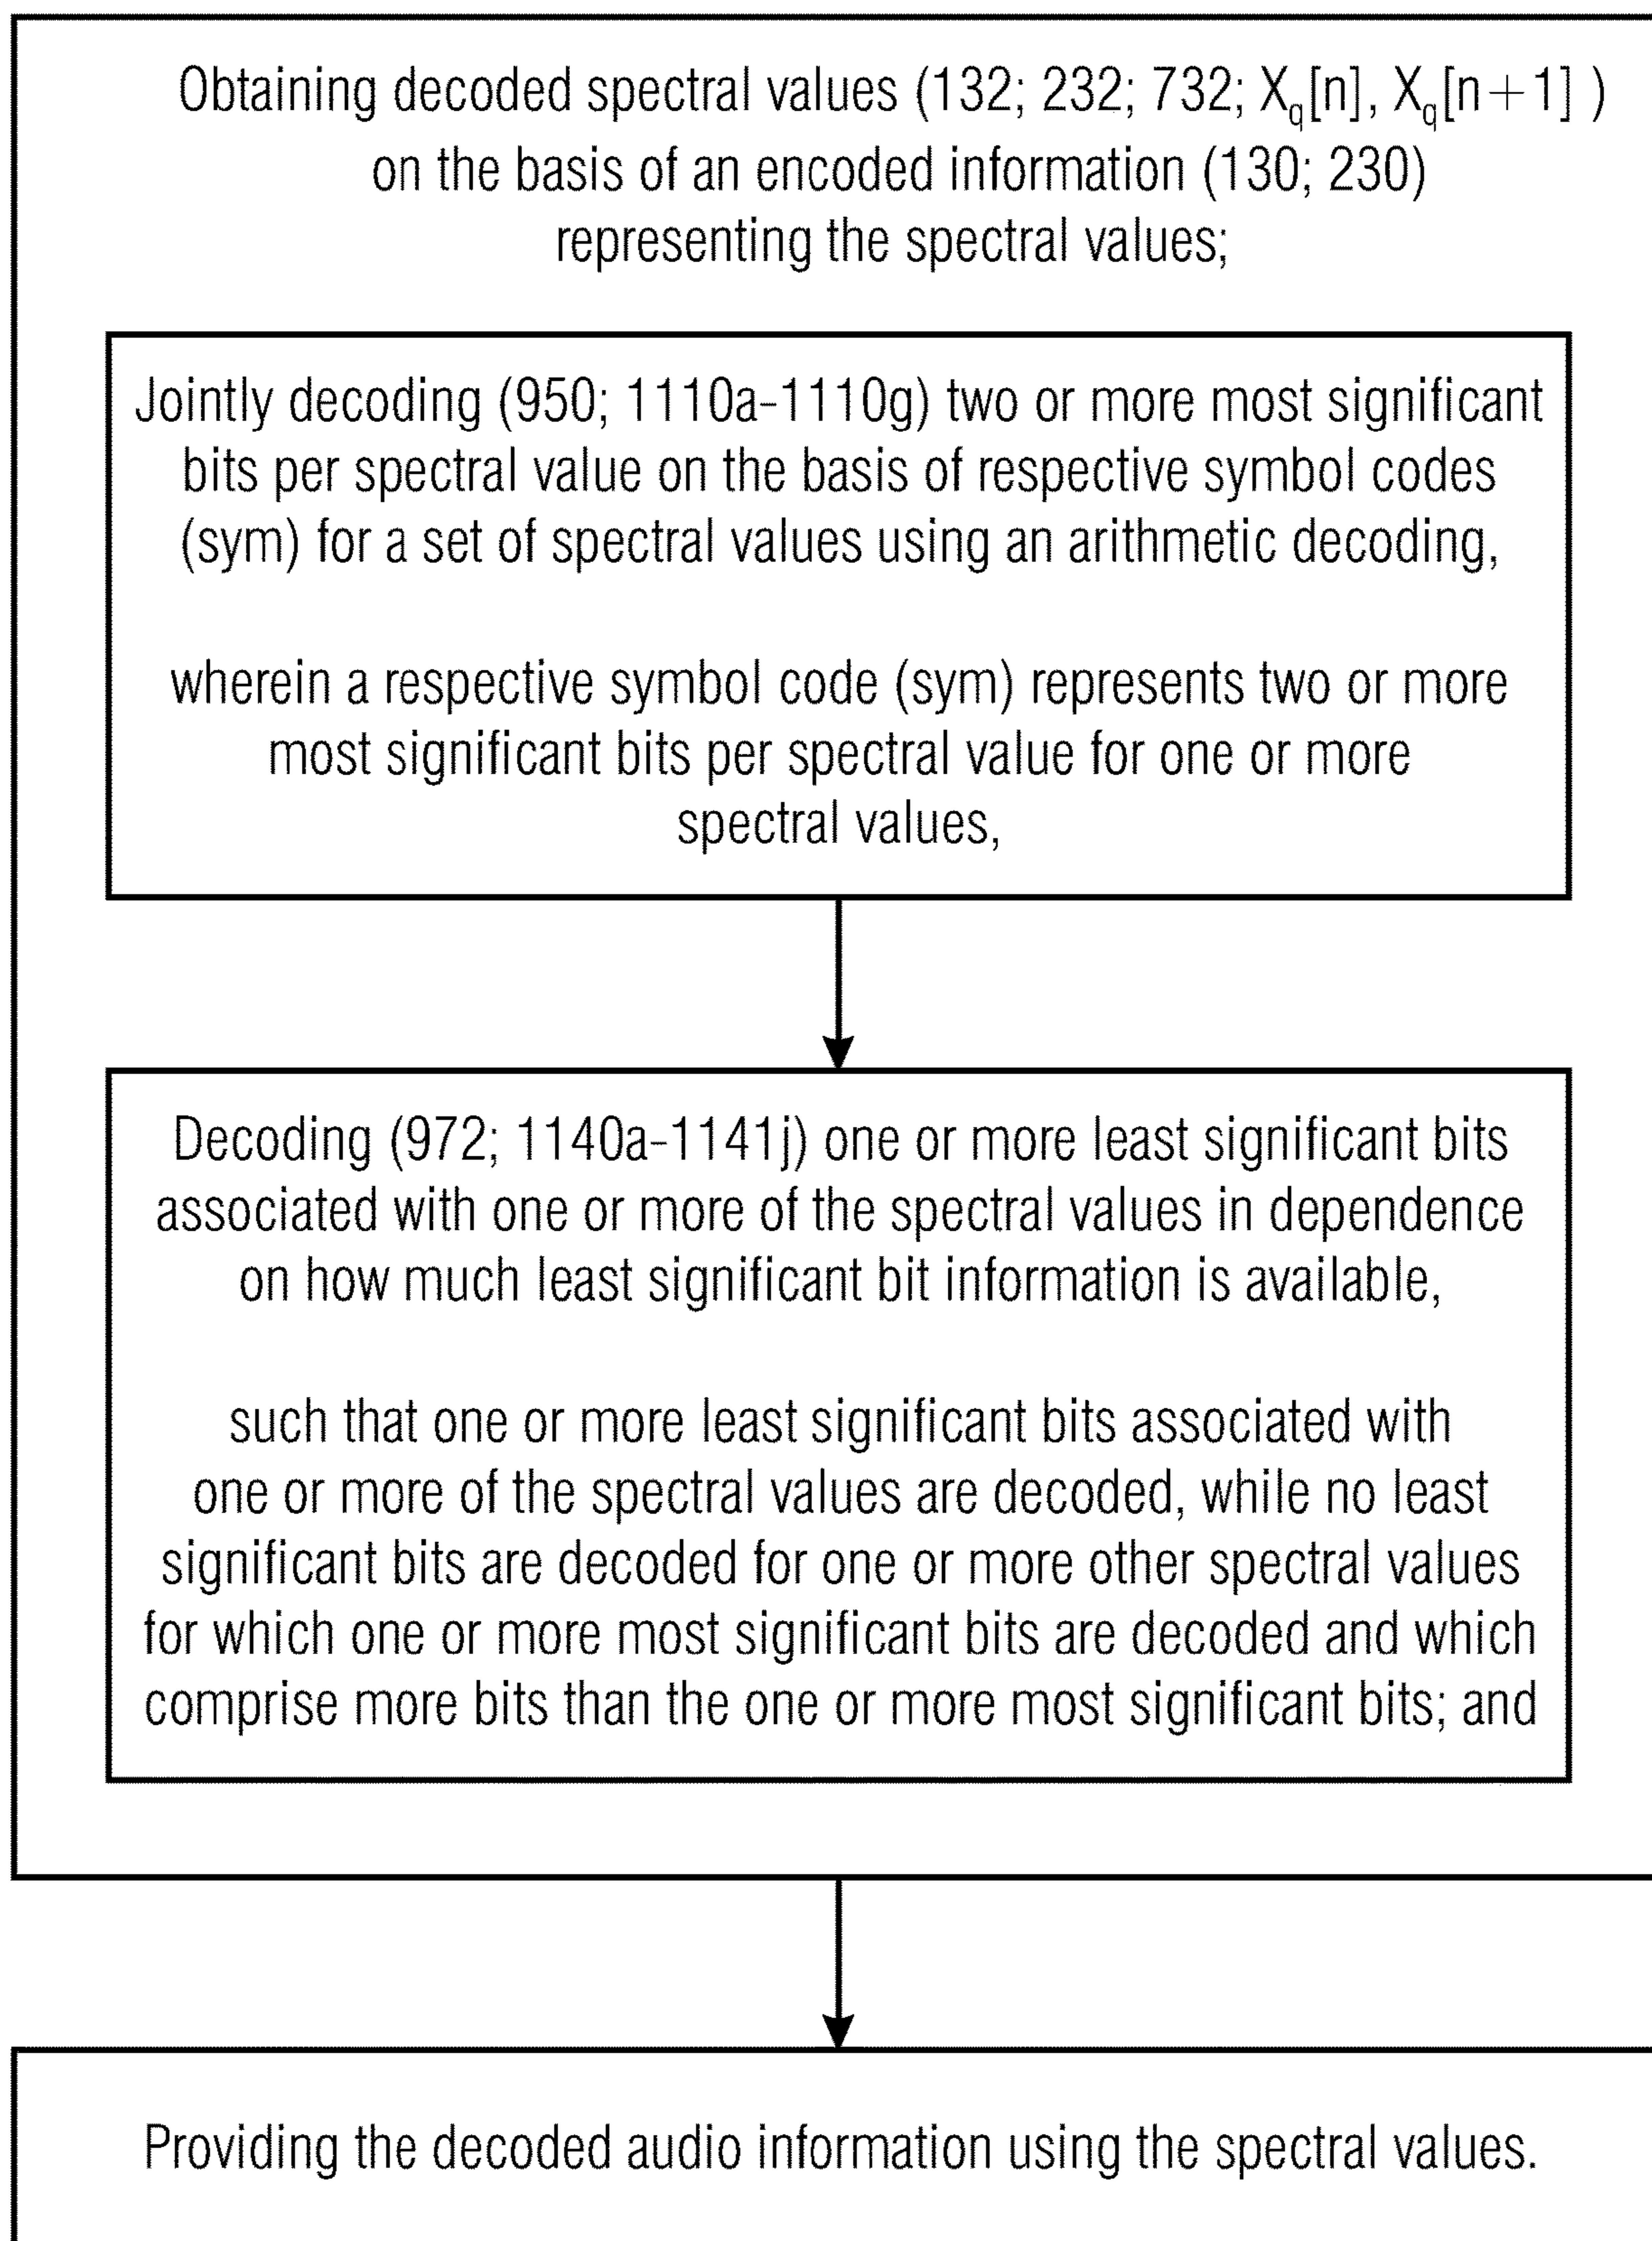 Obtaining decoded spectral values (132; 232; 732; Xq[n], Xq[n+1] )
on the basis of an encoded information (130; 230)
representing the spectral values;
Jointly decoding (950; 1110a-1110g) two or more most significant
bits per spectral value on the basis of respective symbol codes
(sym) for a set of spectral values using an arithmetic decoding,
wherein a respective symbol code (sym) represents two or more
most significant bits per spectral value for one or more
spectral values,
Decoding (972; 1140a-1141j) one or more least significant bits
associated with one or more of the spectral values in dependence
on how much least significant bit information is available,
such that one or more least significant bits associated with
one or more of the spectral values are decoded, while no least
significant bits are decoded for one or more other spectral values
for which one or more most significant bits are decoded and which
comprise more bits than the one or more most significant bits; and
Providing the decoded audio information using the spectral values.